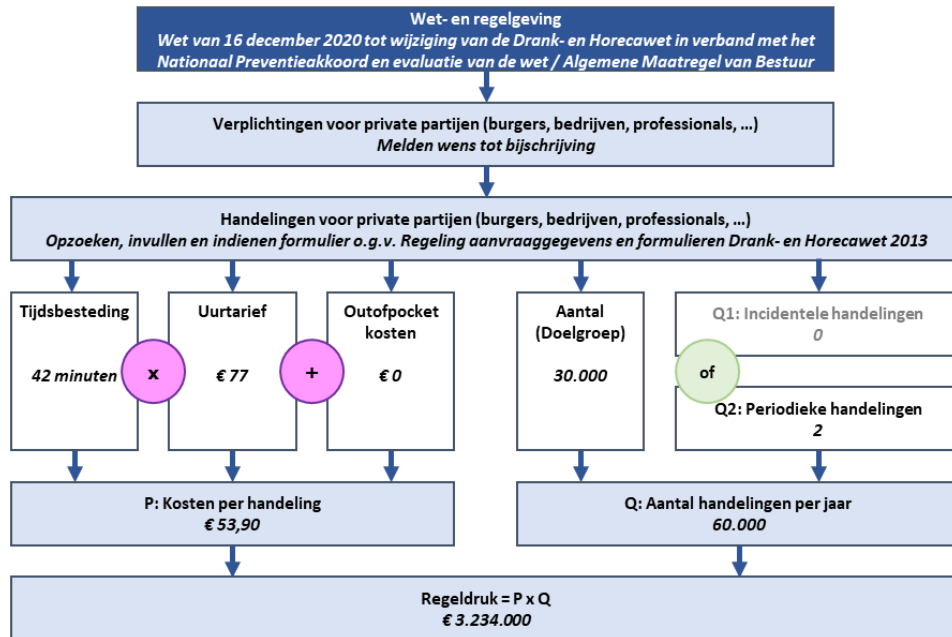 Wet- en regelgeving
Wet van 16 december 2020 tot wijziging van de Drank- en Horecawet in verband met het
Nationaal Preventieakkoord en evaluatie van de wet / Algemene Maatregel van Bestuur
Verplichtingen voor private partijen (burgers, bedrijven, professionals, ...)
Melden wens tot bijschrijving
Handelingen voor private partijen (burgers, bedrijven, professionals, ...)
Opzoeken, invullen en indienen formulier o.g.v. Regeling aanvraaggegevens en formulieren Drank- en Horecawet 2013
Tijdsbesteding
42 minuten
x
Uurtarief
€ 77
+
Outofpocket
kosten
€ 0
Aantal
(Doelgroep)
30.000
Q1: Incidentele handelingen
0
of
Q2: Periodieke handelingen
2
P: Kosten per handeling
€ 53,90
Q: Aantal handelingen per jaar
60.000
Regeldruk = P x Q
€ 3.234.000